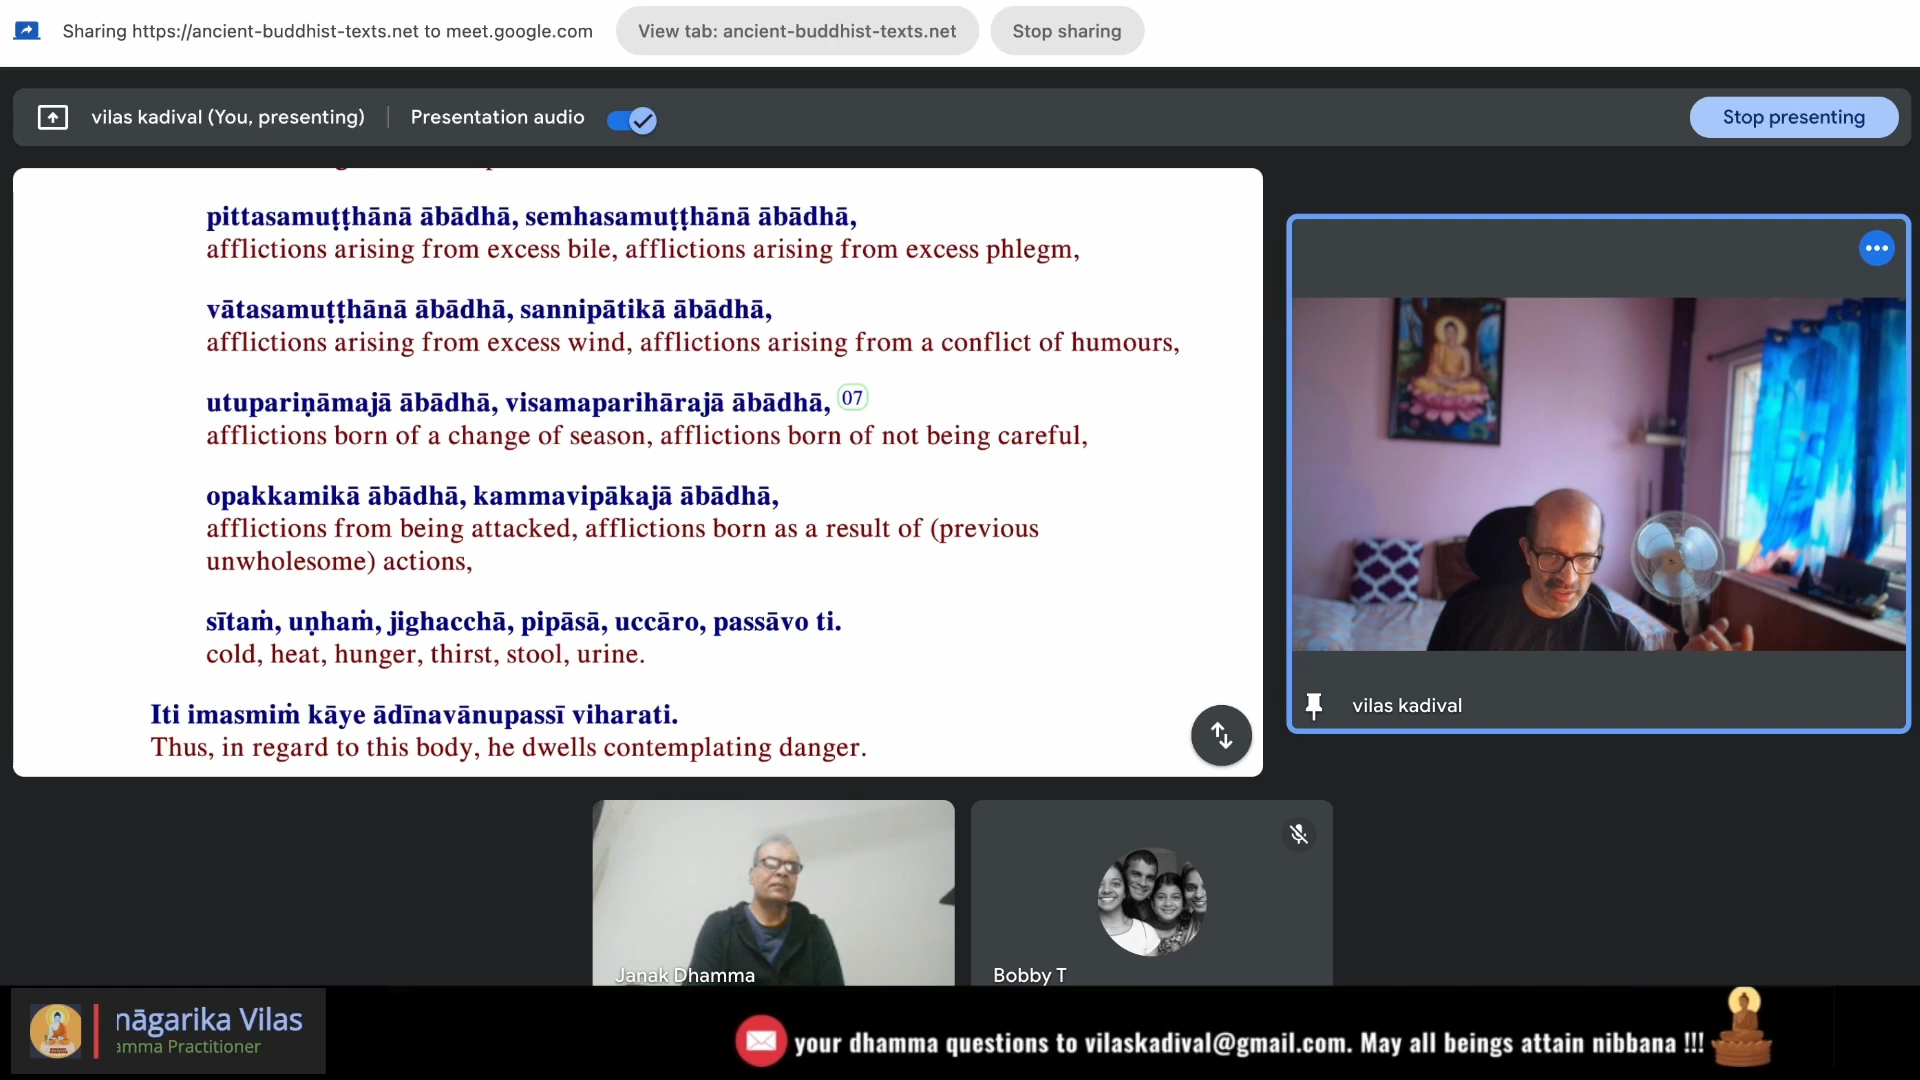 Sharing https://ancient-buddhist-texts.net to meet.google.com
View tab: ancient-buddhist-texts.net
Stop sharing
vilas kadival (You, presenting)
Presentation audio
Stop presenting
pittasamuṭṭhānā ābādhā, semhasamuṭṭhānā ābādhā,
afflictions arising from excess bile, afflictions arising from excess phlegm,
vātasamuṭṭhānā ābādhā, sannipātikā ābādhā,
afflictions arising from excess wind, afflictions arising from a conflict of humours,
utupariṇāmajā ābādhā, visamaparihārajā ābādhā, 07
afflictions born of a change of season, afflictions born of not being careful,
opakkamikā ābādhā, kammavipākajā ābādhā,
afflictions from being attacked, afflictions born as a result of (previous
unwholesome) actions,
sītaṁ, uṇhaṁ, jighacchā, pipāsā, uccāro, passāvo ti.
cold, heat, hunger, thirst, stool, urine.
Iti imasmiṁ kāye ādīnavānupassī viharati.
Thus, in regard to this body, he dwells contemplating danger.
vilas kadival
Janak Dhamma
Bobby T
nāgarika Vilas
amma Practitioner
your dhamma questions to vilaskadival@gmail.com. May all beings attain nibbana !!!